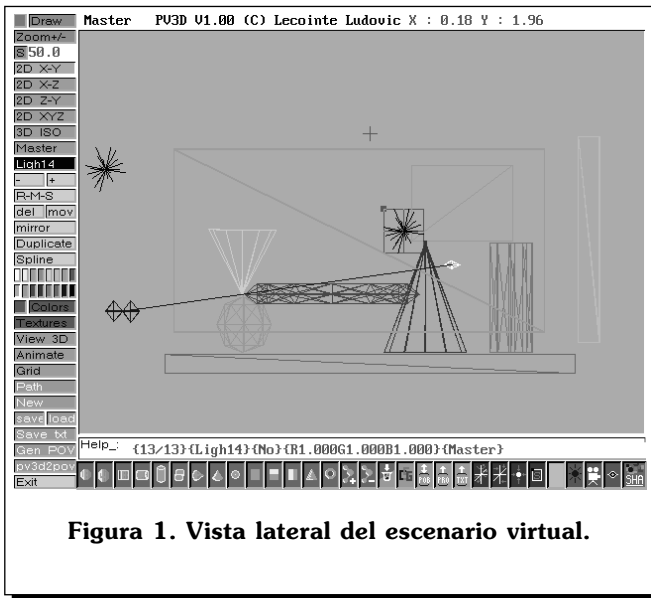 Draw Master PV3D V1.00 (C) Lecointe Ludovic X : 0.18 Y : 1.96
Zoom+/-
S 50.0
2D X-Y
2D X-Z
2D Z-Y
2D XYZ
3D ISO
Master
Ligh14
- +
R-M-S
del mov
mirror
Duplicate
Spline
Colors
Textures
View 3D
Animate
Grid
Path
New
save load
Save txt
Gen POV
pv3d2pov
Exit
Help_: {13/13}{Ligh14}{No}{R1.000G1.000B1.000}{Master}
POB PRO TXT SHA
Figura 1. Vista lateral del escenario virtual.